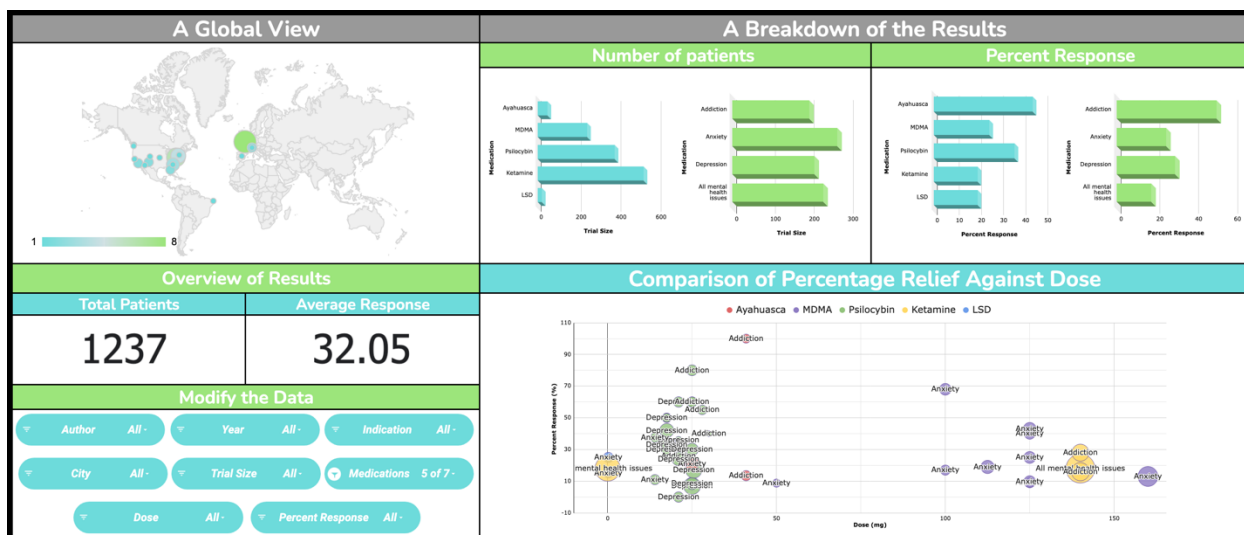 A Global View
1
8
Overview of Results
Total Patients
Average Response
1237
32.05
Modify the Data
Author All -
Year All -
Indication All -
City All -
Trial Size All -
Medications 5 of 7 -
Dose All -
Percent Response All -
A Breakdown of the Results
Number of patients
Medication
Ayahuasca
MDMA
Psilocybin
Ketamine
LSD
0 200 400 600
Trial Size
Medication
Addiction
Anxiety
Depression
All mental
health
issues
0 100 200 300
Trial Size
Percent Response
Medication
Ayahuasca
MDMA
Psilocybin
Ketamine
LSD
0 10 20 30 40 50
Percent Response
Medication
Addiction
Anxiety
Depression
All mental
health
issues
0 20 40 60
Percent Response
Comparison of Percentage Relief Against Dose
Ayahuasca MDMA Psilocybin Ketamine LSD
Percent Response (%)
110
90
70
50
30
10
-10
Addiction
Addiction
Anxiety
Addiction
Addiction
Depression
Depression
Anxiety
Addiction
Anxiety
Anxiety
Depression
Addiction
Anxiety
Anxiety
mental health issues
Anxiety
Anxiety
Depression
Anxiety
Anxiety
All mental health issues
Addiction
Addiction
Anxiety
Anxiety
Depression
Anxiety
Anxiety
Anxiety
Depression
0 50 100 150
Dose (mg)